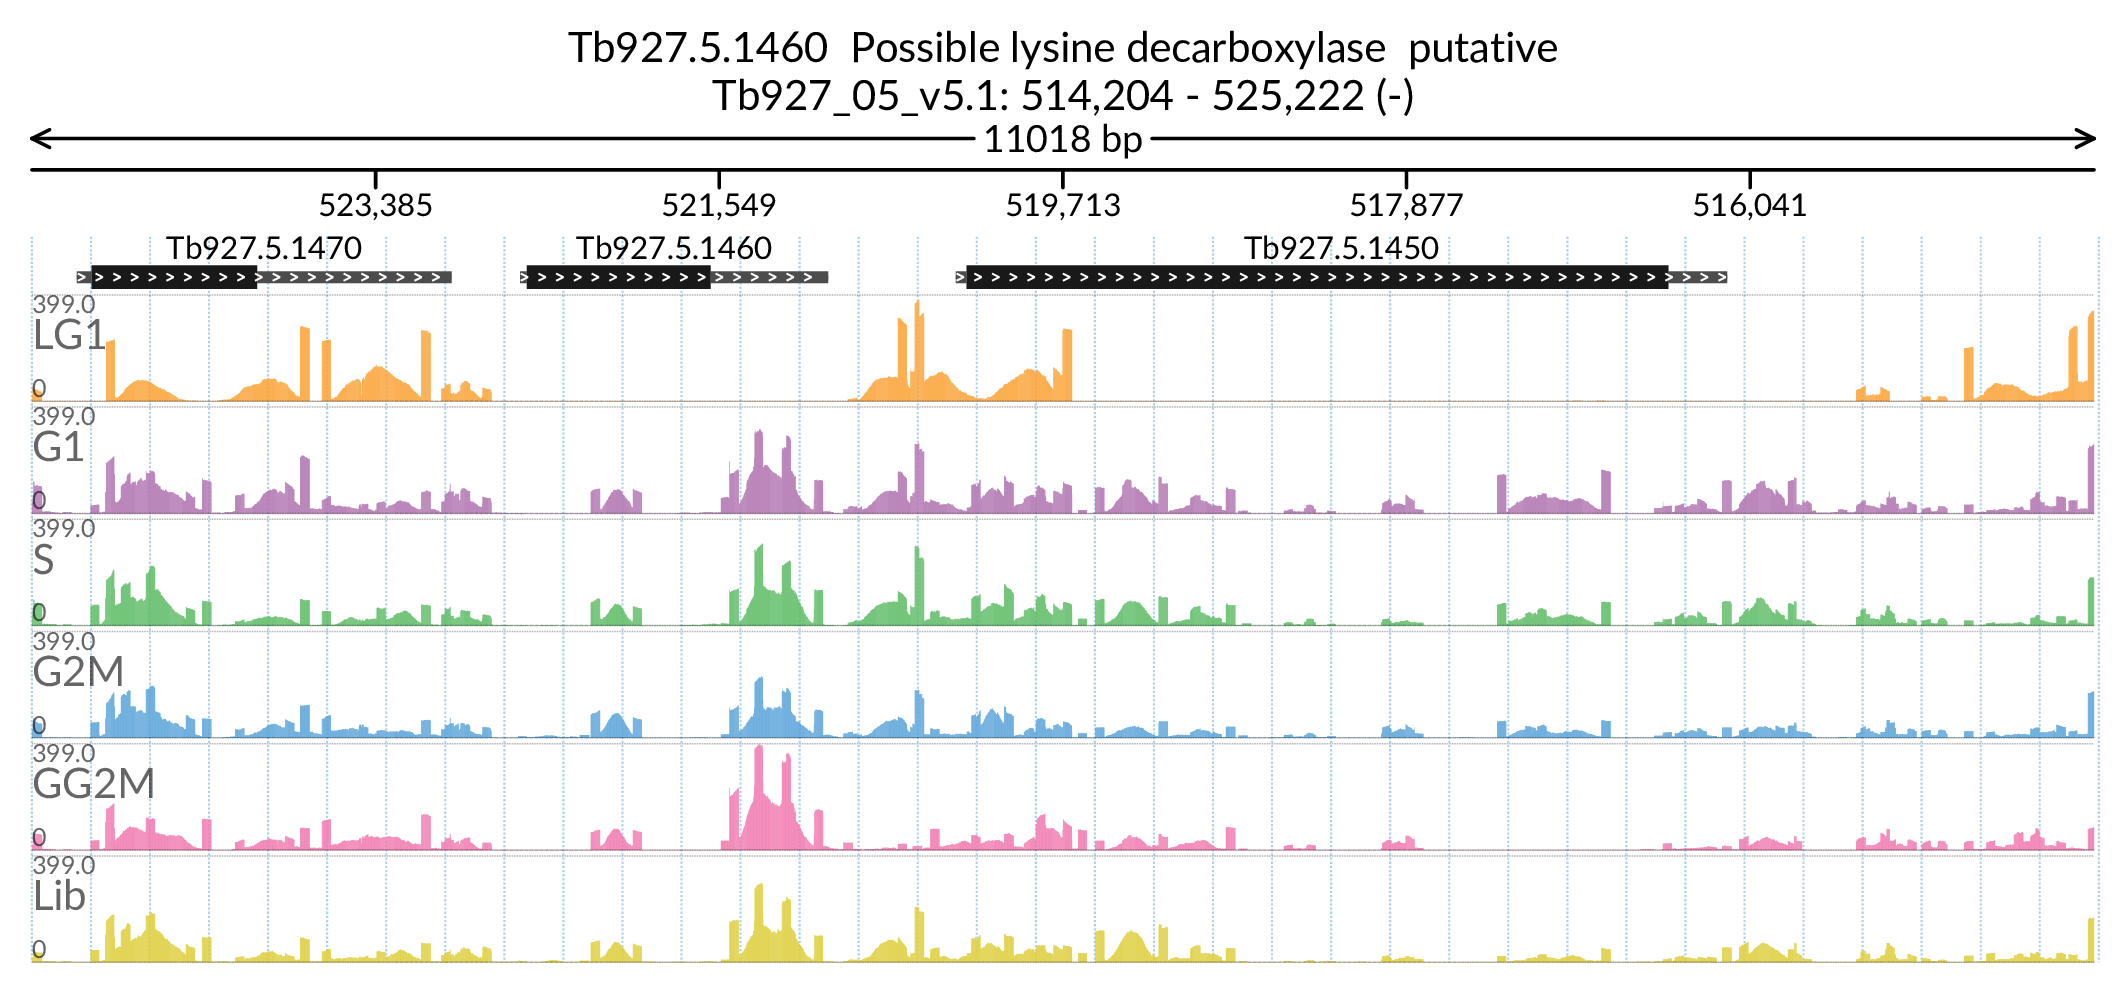 Tb927.5.1460  Possible lysine decarboxylase  putative
Tb927_05_v5.1: 514,204 - 525,222 (-)
11018 bp
523,385 521,549 519,713 517,877 516,041
Tb927.5.1470 Tb927.5.1460 Tb927.5.1450
399.0
LG1
0
399.0
G1
0
399.0
S
0
399.0
G2M
0
399.0
GG2M
0
399.0
Lib
0